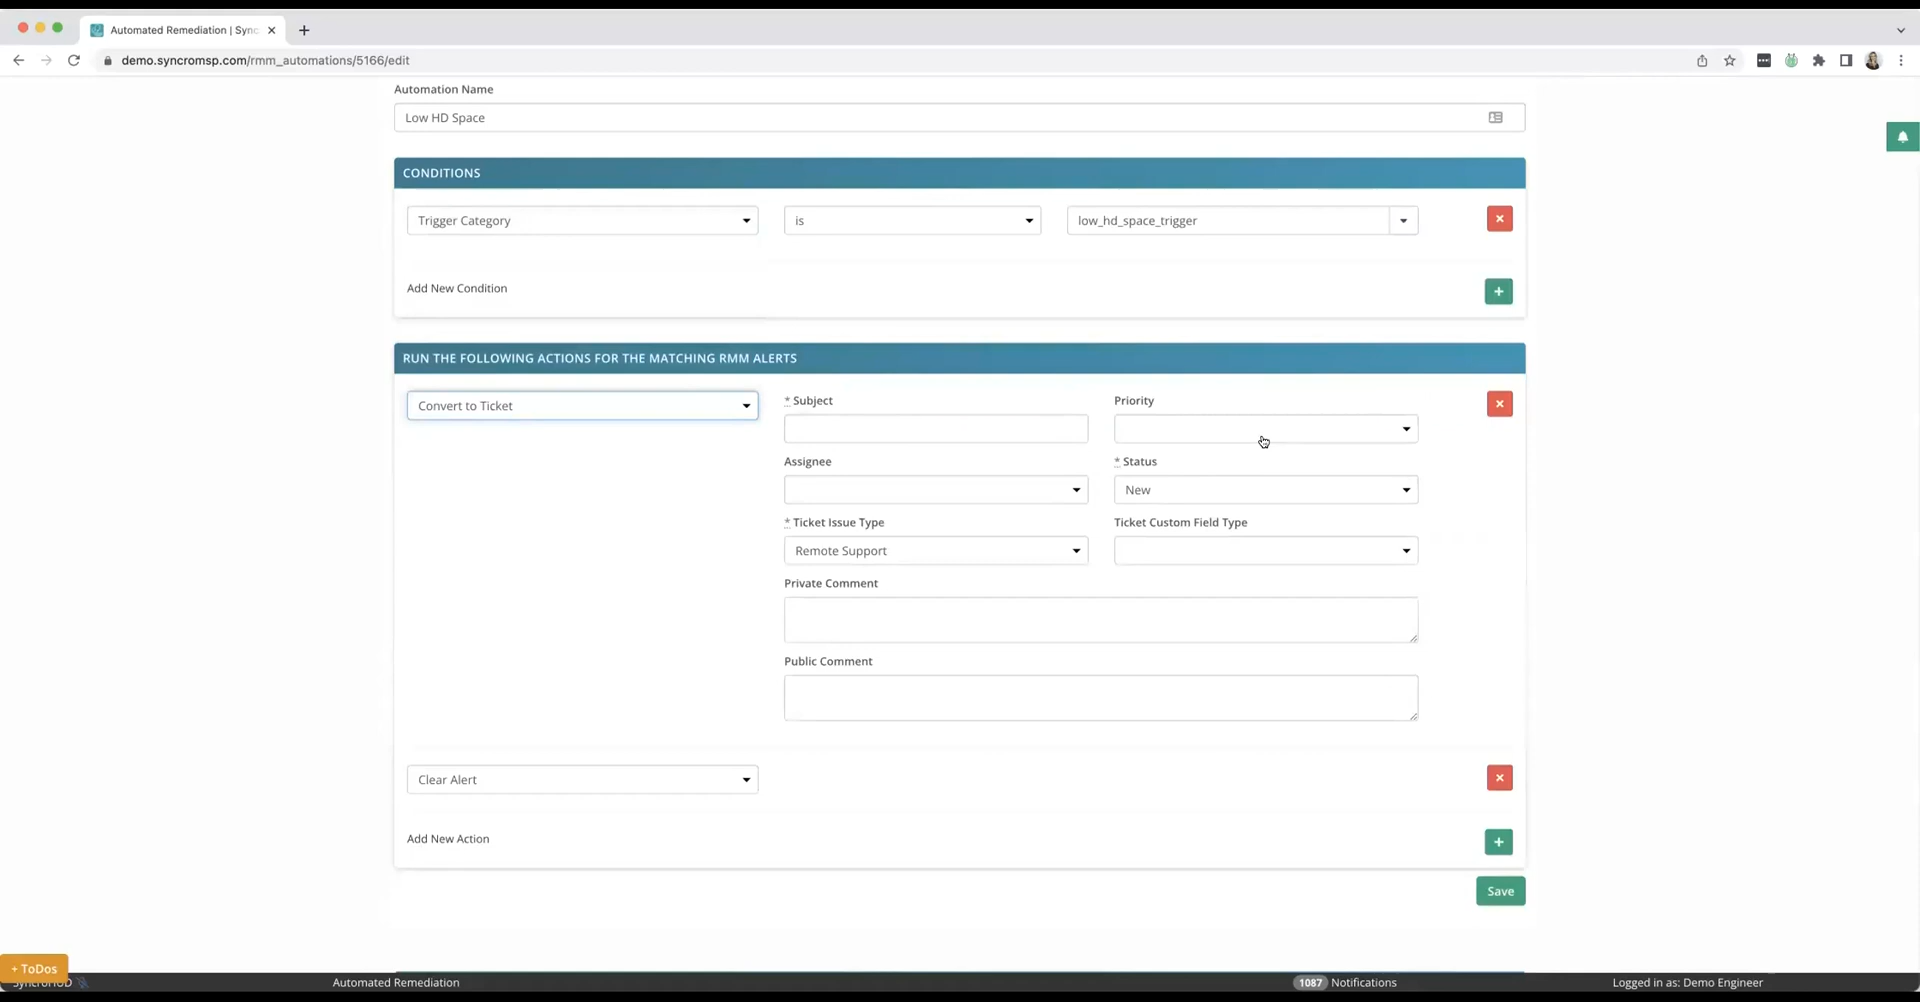 Automated Remediation | Sync
demo.syncromsp.com/rmm_automations/5166/edit
Automation Name
Low HD Space
CONDITIONS
Trigger Category
is
low_hd_space_trigger
Add New Condition
RUN THE FOLLOWING ACTIONS FOR THE MATCHING RMM ALERTS
Convert to Ticket
* Subject
Priority
Assignee
* Status
New
* Ticket Issue Type
Ticket Custom Field Type
Remote Support
Private Comment
Public Comment
Clear Alert
Add New Action
Save
+ ToDos
Automated Remediation
1087 Notifications
Logged in as: Demo Engineer